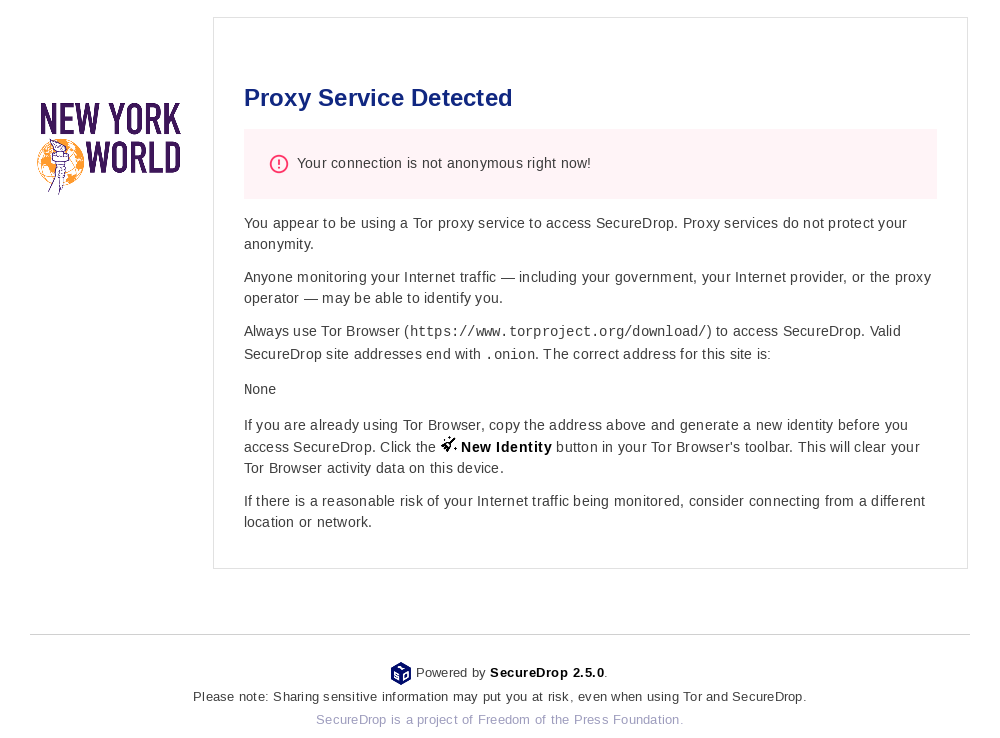 NEW YORK
WORLD
Proxy Service Detected
Your connection is not anonymous right now!
You appear to be using a Tor proxy service to access SecureDrop. Proxy services do not protect your
anonymity.
Anyone monitoring your Internet traffic — including your government, your Internet provider, or the proxy
operator — may be able to identify you.
Always use Tor Browser (https://www.torproject.org/download/) to access SecureDrop. Valid
SecureDrop site addresses end with .onion. The correct address for this site is:
None
If you are already using Tor Browser, copy the address above and generate a new identity before you
access SecureDrop. Click the New Identity button in your Tor Browser's toolbar. This will clear your
Tor Browser activity data on this device.
If there is a reasonable risk of your Internet traffic being monitored, consider connecting from a different
location or network.
Powered by SecureDrop 2.5.0.
Please note: Sharing sensitive information may put you at risk, even when using Tor and SecureDrop.
SecureDrop is a project of Freedom of the Press Foundation.